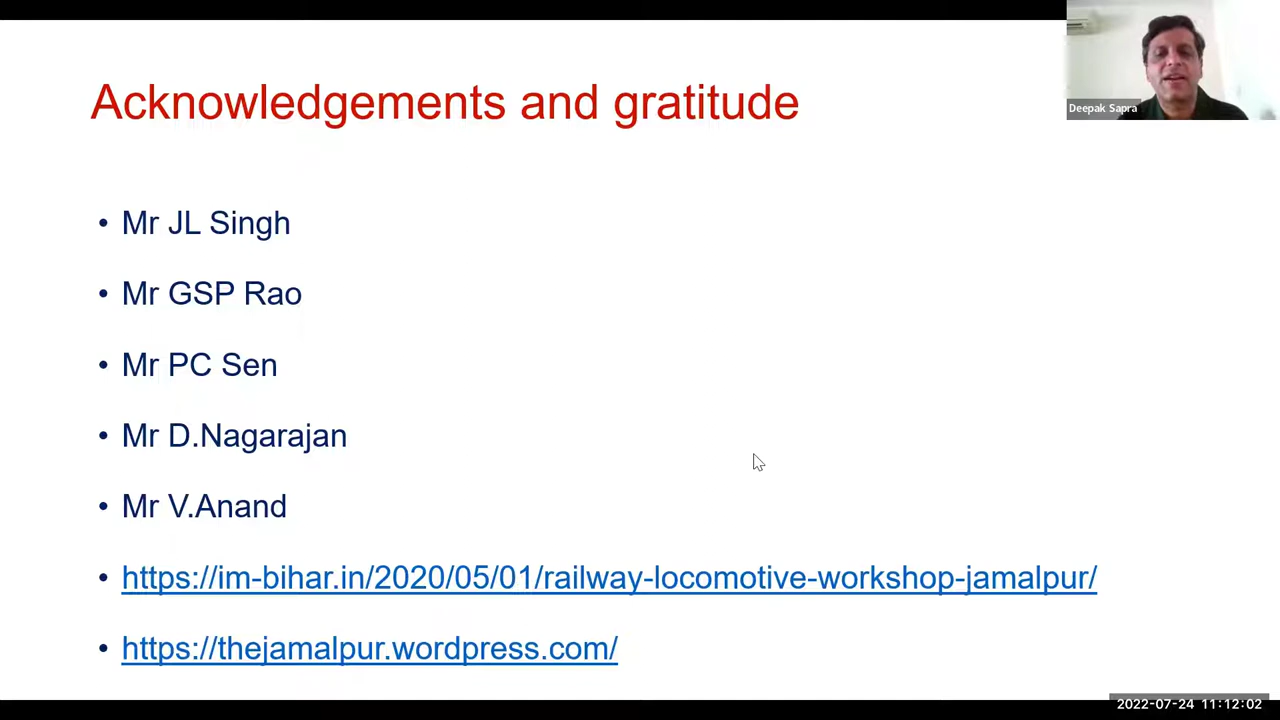 Acknowledgements and gratitude
Deepak Sapra
• Mr JL Singh
• Mr GSP Rao
• Mr PC Sen
• Mr D.Nagarajan
• Mr V.Anand
• https://im-bihar.in/2020/05/01/railway-locomotive-workshop-jamalpur/
• https://thejamalpur.wordpress.com/
2022-07-24 11:12:02